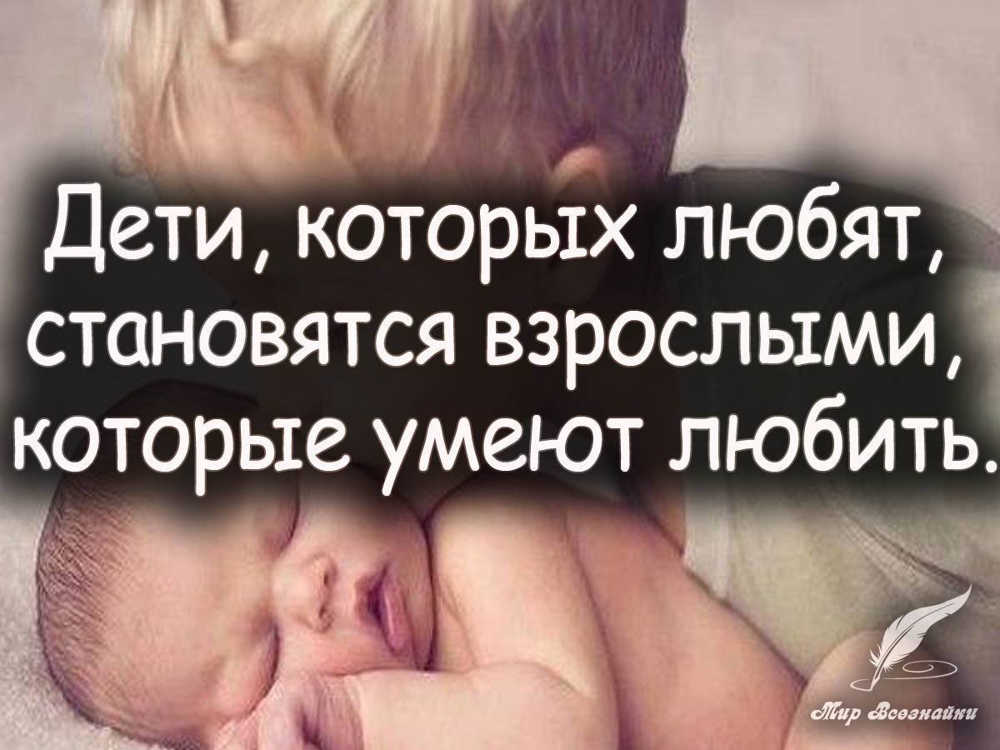 Дети, которых любят,
становятся взрослыми,
которые умеют любить.
Мир Всезнайки